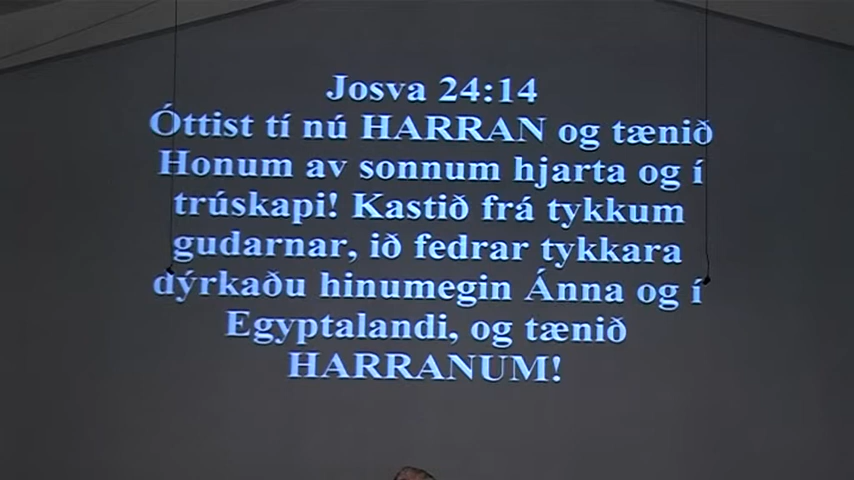 Josva 24:14
Óttist tí nú HARRAN og tænið
Honum av sonnum hjarta og í
trúskapi! Kastið frá tykkum
gudarnar, ið fedrar tykkara
dýrkaðu hinumegin Ánna og í
Egyptalandi, og tænið
HARRANUM!